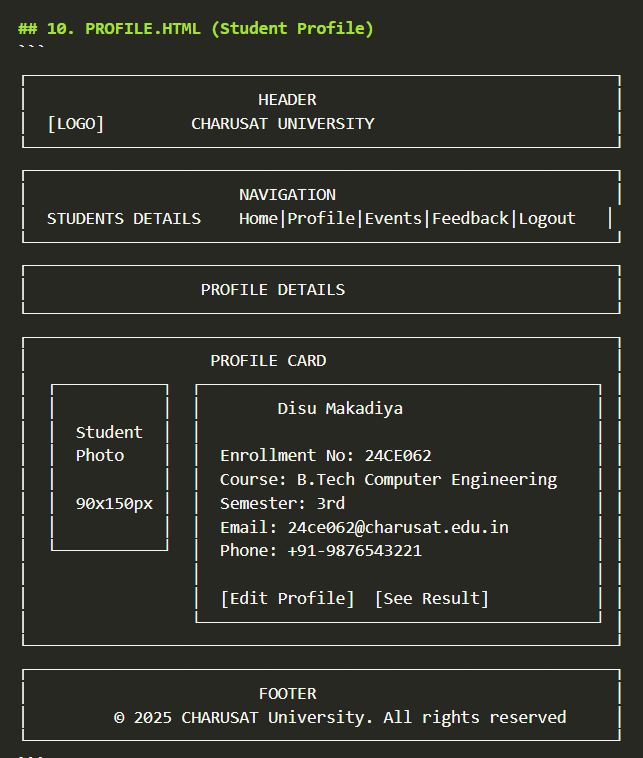 ## 10. PROFILE.HTML (Student Profile)
```
HEADER
[LOGO] CHARUSAT UNIVERSITY
NAVIGATION
STUDENTS DETAILS Home|Profile|Events|Feedback|Logout
PROFILE DETAILS
PROFILE CARD
Student
Photo
90x150px
Disu Makadiya
Enrollment No: 24CE062
Course: B.Tech Computer Engineering
Semester: 3rd
Email: 24ce062@charusat.edu.in
Phone: +91-9876543221
[Edit Profile] [See Result]
FOOTER
© 2025 CHARUSAT University. All rights reserved
```